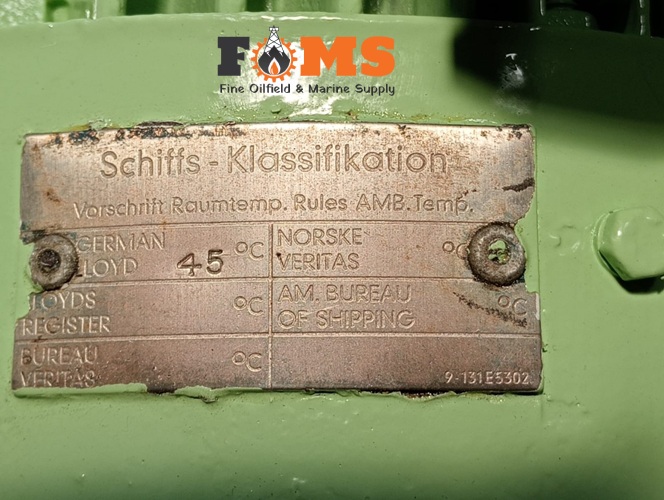 FOMS
Fine Oilfield & Marine Supply
Schiffs - Klassifikation
Vorschrift Raumtemp. Rules AMB. Temp.
GERMAN LLOYD 45 °C
NORSKE VERITAS °C
LLOYDS REGISTER °C
AM. BUREAU OF SHIPPING °C
BUREAU VERITAS °C
9-131E5302